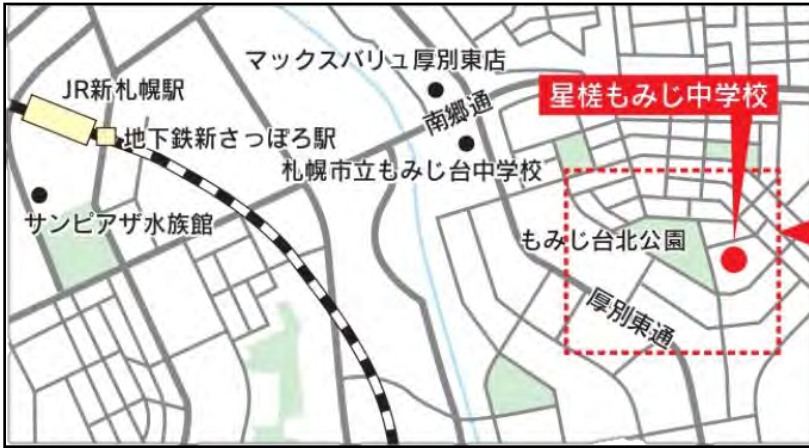 マックスバリュ厚別東店
JR新札幌駅
星槎もみじ中学校
南郷通
地下鉄新さっぽろ駅
札幌市立もみじ台中学校
サンピアザ水族館
もみじ台北公園
厚別東通